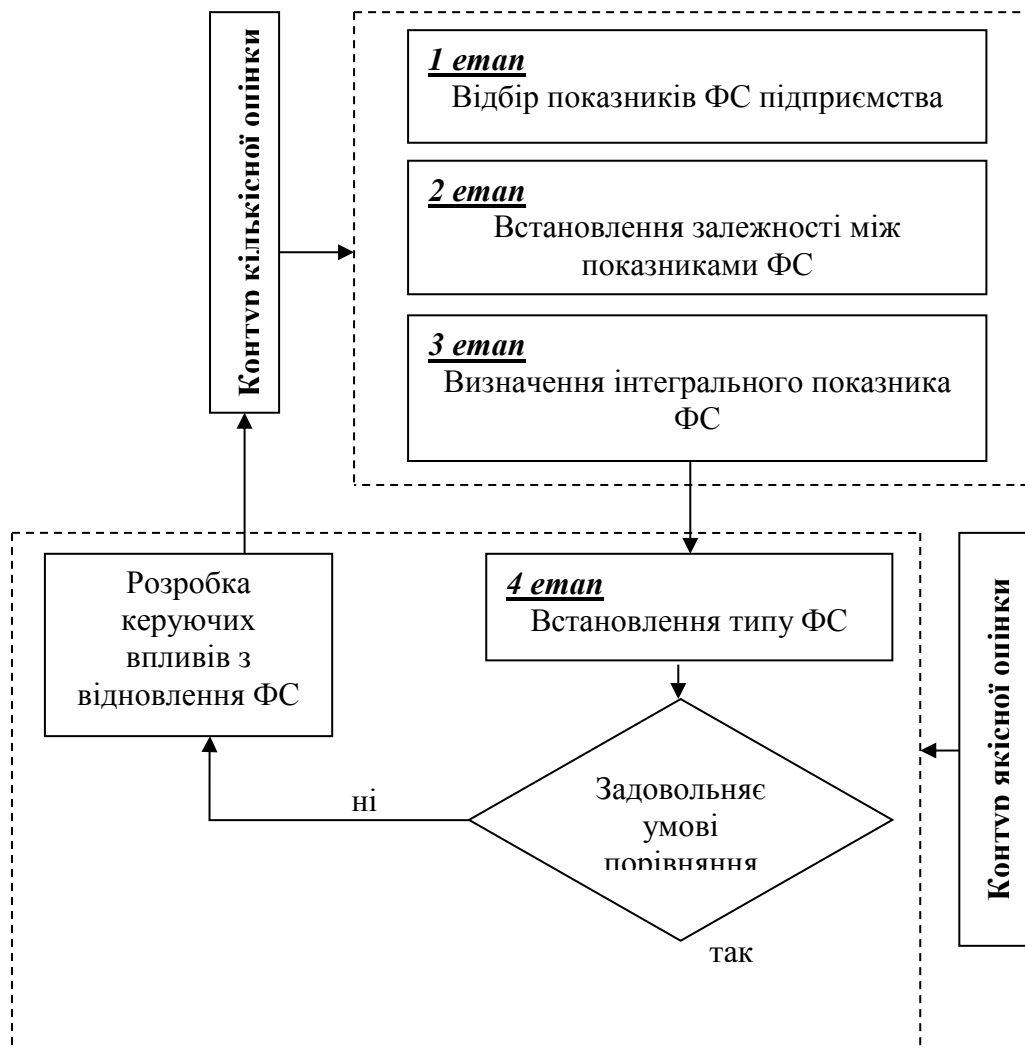 Контур кількісної оцінки
1 етап
Відбір показників ФС підприємства
2 етап
Встановлення залежності між
показниками ФС
3 етап
Визначення інтегрального показника
ФС
Розробка
керуючих
впливів з
відновлення ФС
4 етап
Встановлення типу ФС
Задовольняє
умові
порівняння
ні
так
Контур якісної оцінки